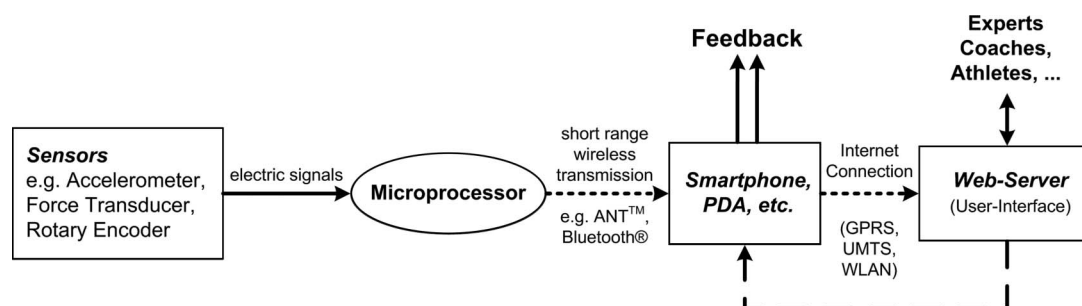 Feedback
Experts
Coaches,
Athletes, ...
Sensors
e.g. Accelerometer,
Force Transducer,
Rotary Encoder
electric signals
Microprocessor
short range
wireless
transmission
e.g. ANT™,
Bluetooth®
Smartphone,
PDA, etc.
Internet
Connection
(GPRS,
UMTS,
WLAN)
Web-Server
(User-Interface)